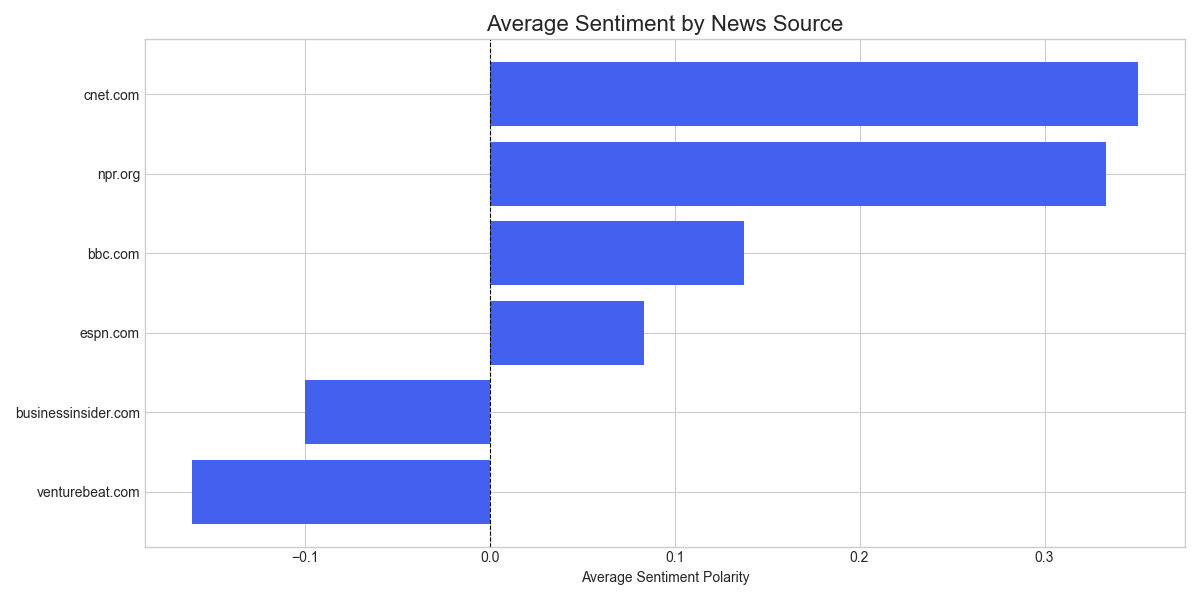 Average Sentiment by News Source
cnet.com
npr.org
bbc.com
espn.com
businessinsider.com
venturebeat.com
−0.1 0.0 0.1 0.2 0.3
Average Sentiment Polarity